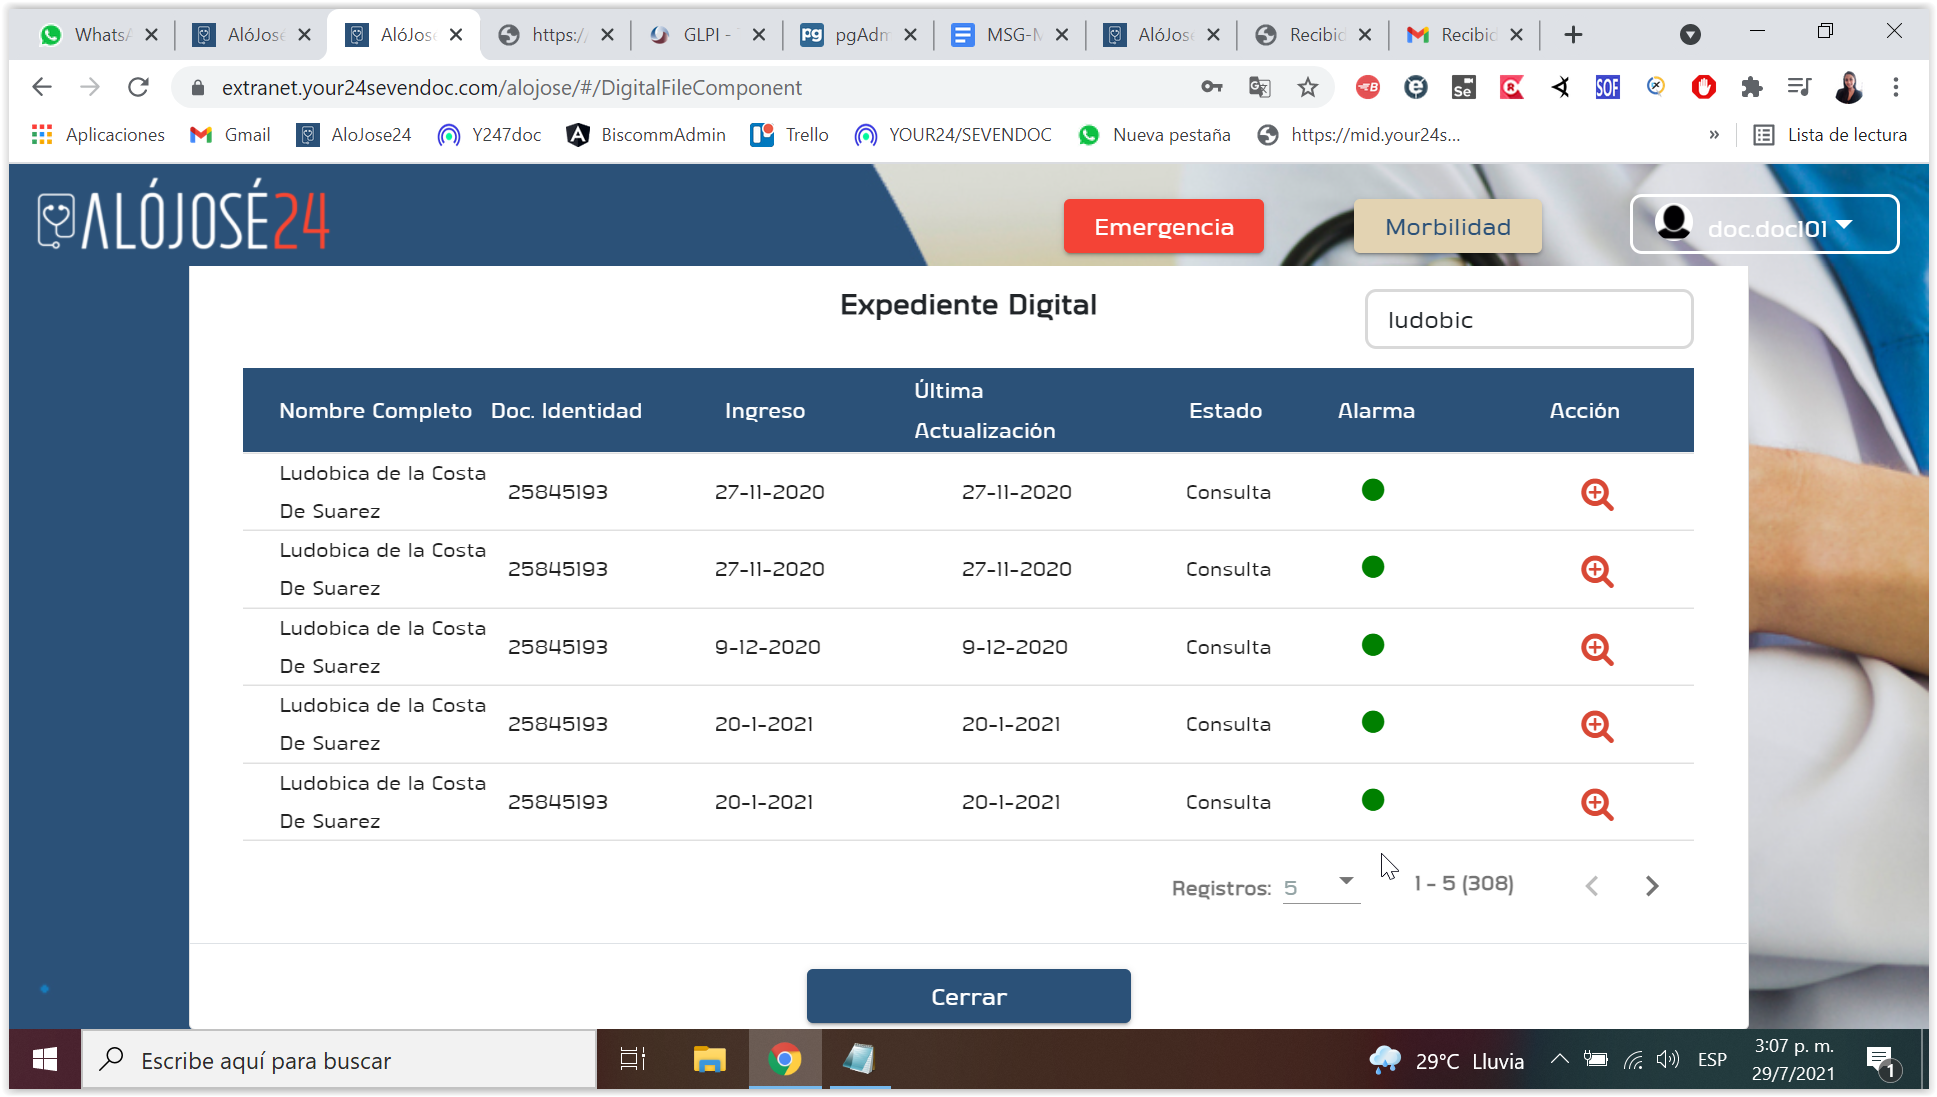 WhatsA
AlóJosé
AlóJosé
https:/
GLPI -
pgAdm
MSG-M
AlóJosé
Recibid
Recibid
extranet.your24sevendoc.com/alojose/#/DigitalFileComponent
Aplicaciones
Gmail
AloJose24
Y247doc
BiscommAdmin
Trello
YOUR24/SEVENDOC
Nueva pestaña
https://mid.your24s...
»
Lista de lectura
ALÓJOSÉ24
Emergencia
Morbilidad
doc.doc101
Expediente Digital
ludobic
Nombre Completo Doc. Identidad Ingreso Última Actualización Estado Alarma Acción
Ludobica de la Costa
De Suarez
25845193 27-11-2020 27-11-2020 Consulta
Ludobica de la Costa
De Suarez
25845193 27-11-2020 27-11-2020 Consulta
Ludobica de la Costa
De Suarez
25845193 9-12-2020 9-12-2020 Consulta
Ludobica de la Costa
De Suarez
25845193 20-1-2021 20-1-2021 Consulta
Ludobica de la Costa
De Suarez
25845193 20-1-2021 20-1-2021 Consulta
Registros: 5 1 - 5 (308)
Cerrar
Escribe aquí para buscar
29°C Lluvia
ESP
3:07 p. m.
29/7/2021
1